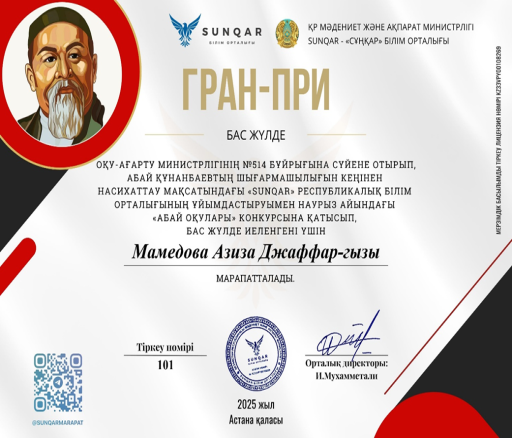 SUNQAR
БІЛІМ ОРТАЛЫҒЫ
ҚР МӘДЕНИЕТ ЖӘНЕ АҚПАРАТ МИНИСТРЛІГІ
SUNQAR - «СҰҢҚАР» БІЛІМ ОРТАЛЫҒЫ
ГРАН-ПРИ
БАС ЖҮЛДЕ
ОҚУ-АҒАРТУ МИНИСТРЛІГІНІҢ №514 БҰЙРЫҒЫНА СҮЙЕНЕ ОТЫРЫП,
АБАЙ ҚҰНАНБАЕВТЫҢ ШЫҒАРМАШЫЛЫҒЫН КЕҢІНЕН
НАСИХАТТАУ МАҚСАТЫНДАҒЫ «SUNQAR» РЕСПУБЛИКАЛЫҚ БІЛІМ
ОРТАЛЫҒЫНЫҢ ҰЙЫМДАСТЫРУЫМЕН НАУРЫЗ АЙЫНДАҒЫ
«АБАЙ ОҚУЛАРЫ» КОНКУРСЫНА ҚАТЫСЫП,
БАС ЖҮЛДЕ ИЕЛЕНГЕНІ ҮШІН
Мамедова Азиза Джаффар-гызы
МАРАПАТТАЛАДЫ.
Тіркеу нөмірі
101
SUNQAR
Орталық директоры:
И.Мухамметали
@SUNQARMARAPAT
2025 жыл
Астана қаласы
МЕРЗІМДІК БАСЫЛЫМДЫ ТІРКЕУ ЛИЦЕНЗИЯ НӨМІРІ KZ33VPY00108269